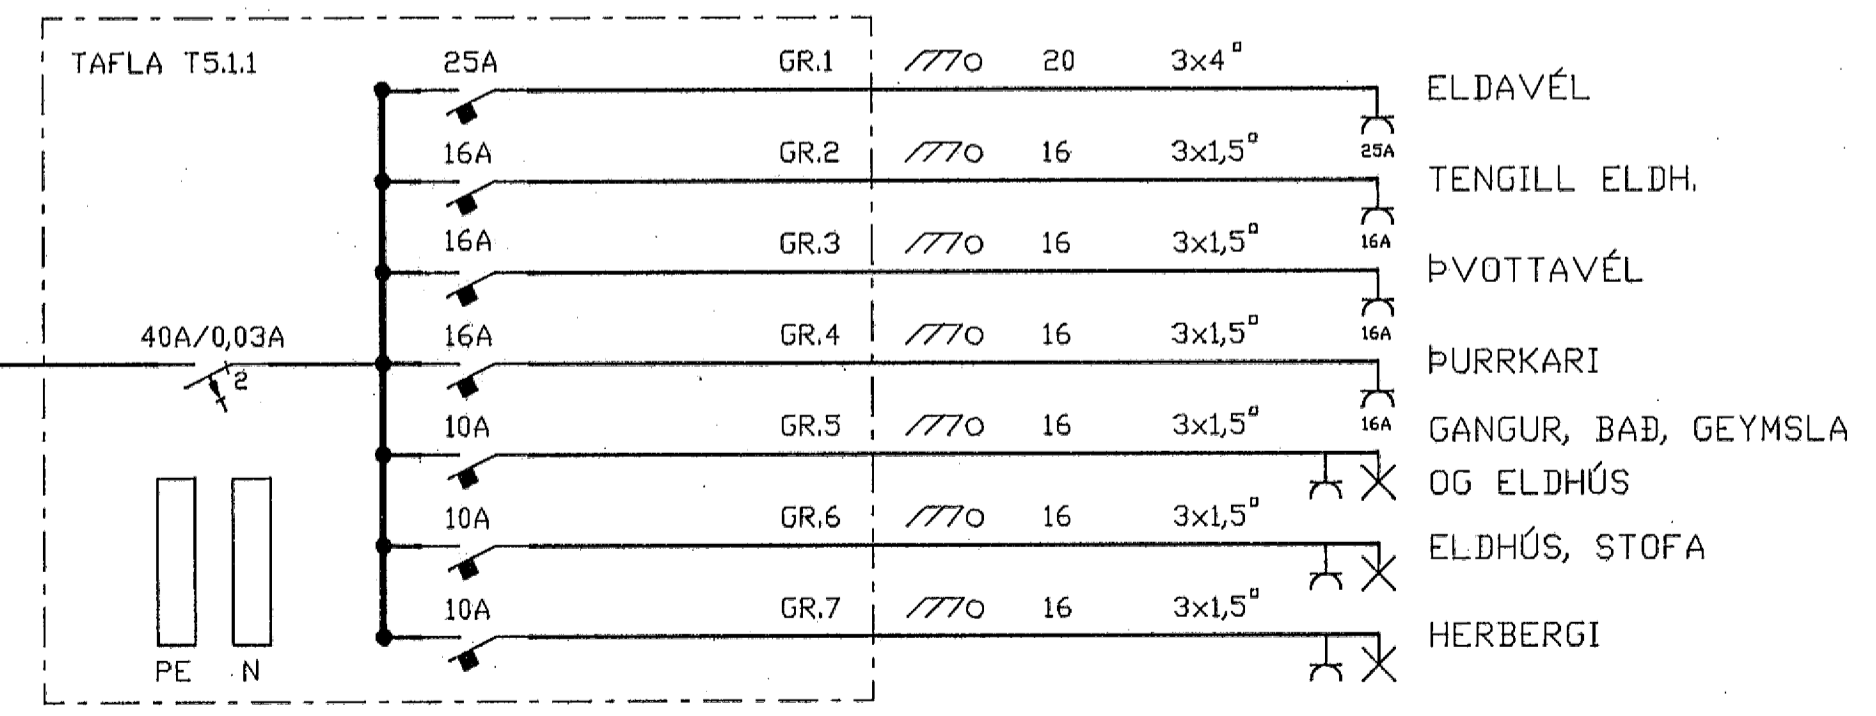 TAFLA T5.1.1
25A GR.1 20 3x4□ ELDAVÉL
25A
16A GR.2 16 3x1,5□ TENGILL ELDH.
16A
16A GR.3 16 3x1,5□ ÞVOTTAVÉL
16A
40A/0,03A
2
16A GR.4 16 3x1,5□ ÞURRKARI
16A
10A GR.5 16 3x1,5□ GANGUR, BAÐ, GEYMSLA
OG ELDHÚS
10A GR.6 16 3x1,5□ ELDHÚS, STOFA
10A GR.7 16 3x1,5□ HERBERGI
PE N